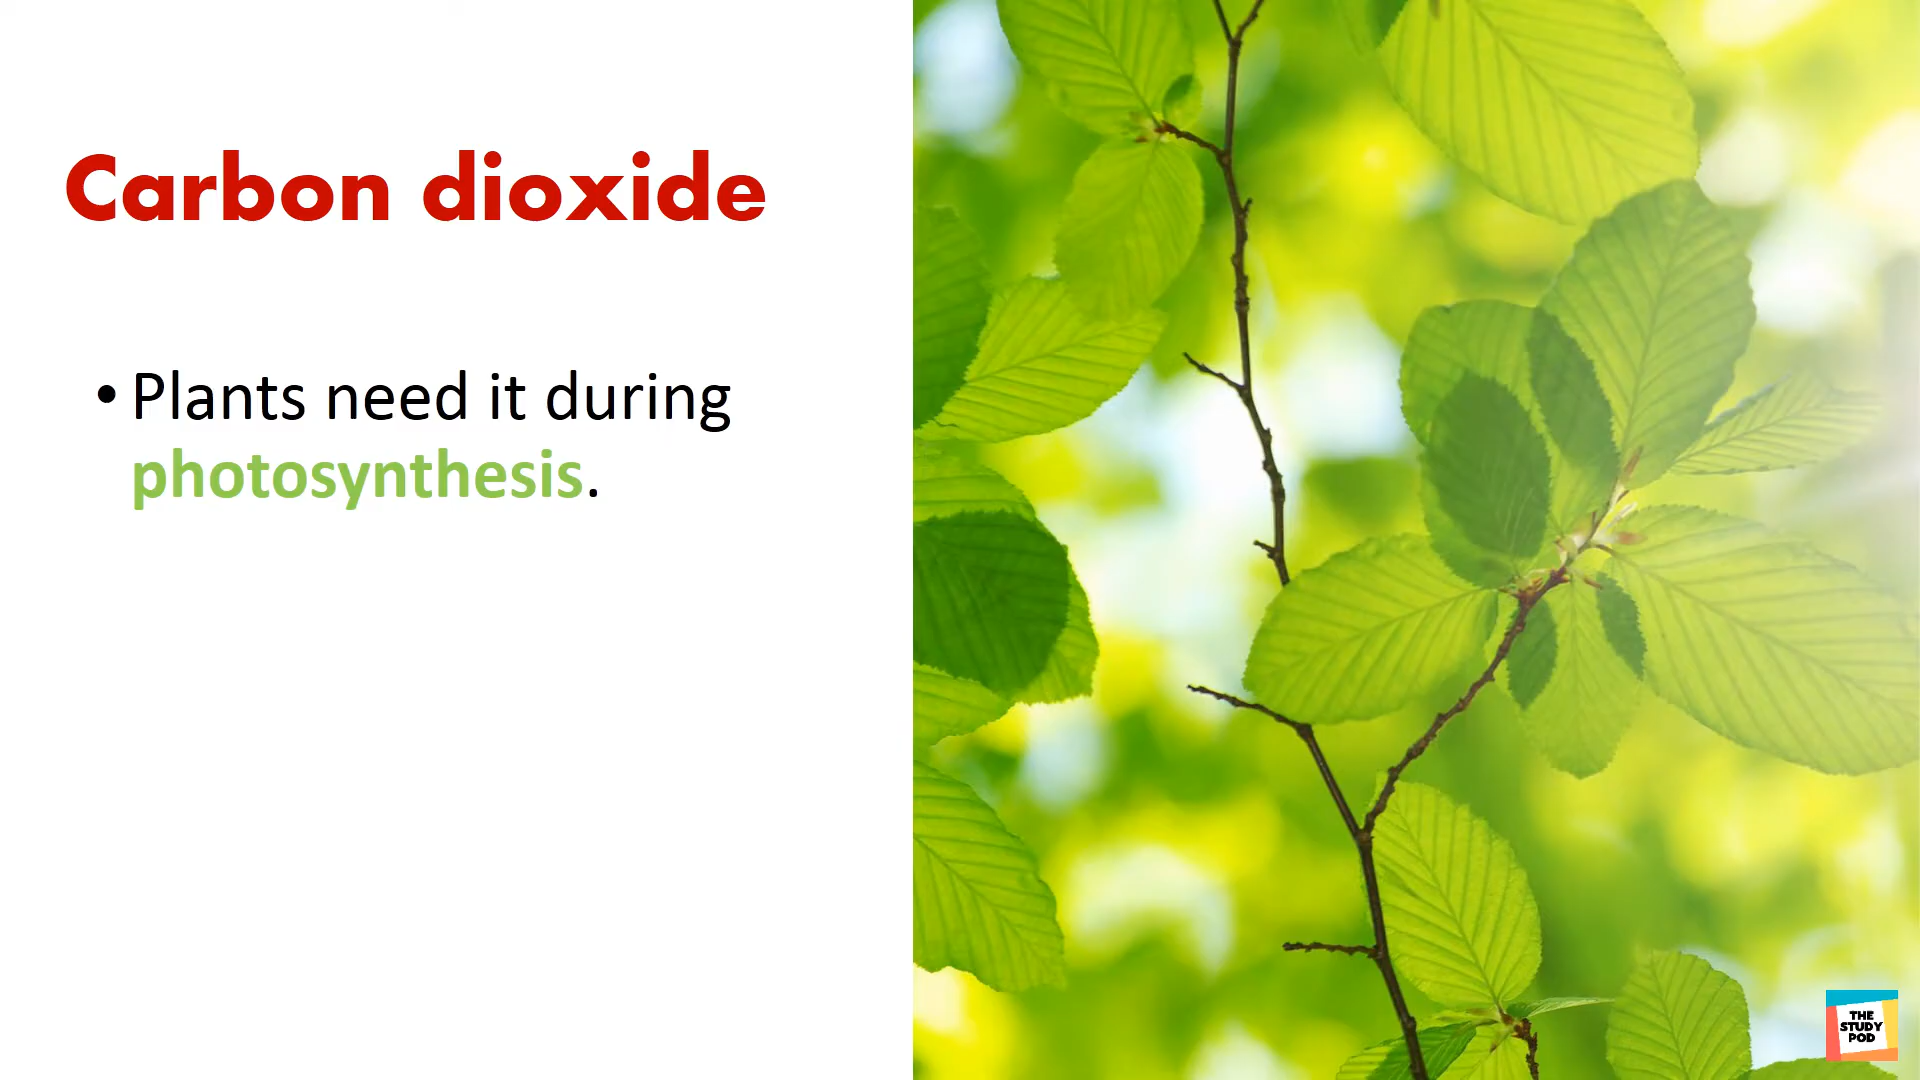 Carbon dioxide
• Plants need it during
photosynthesis.
THE
STUDY
POD